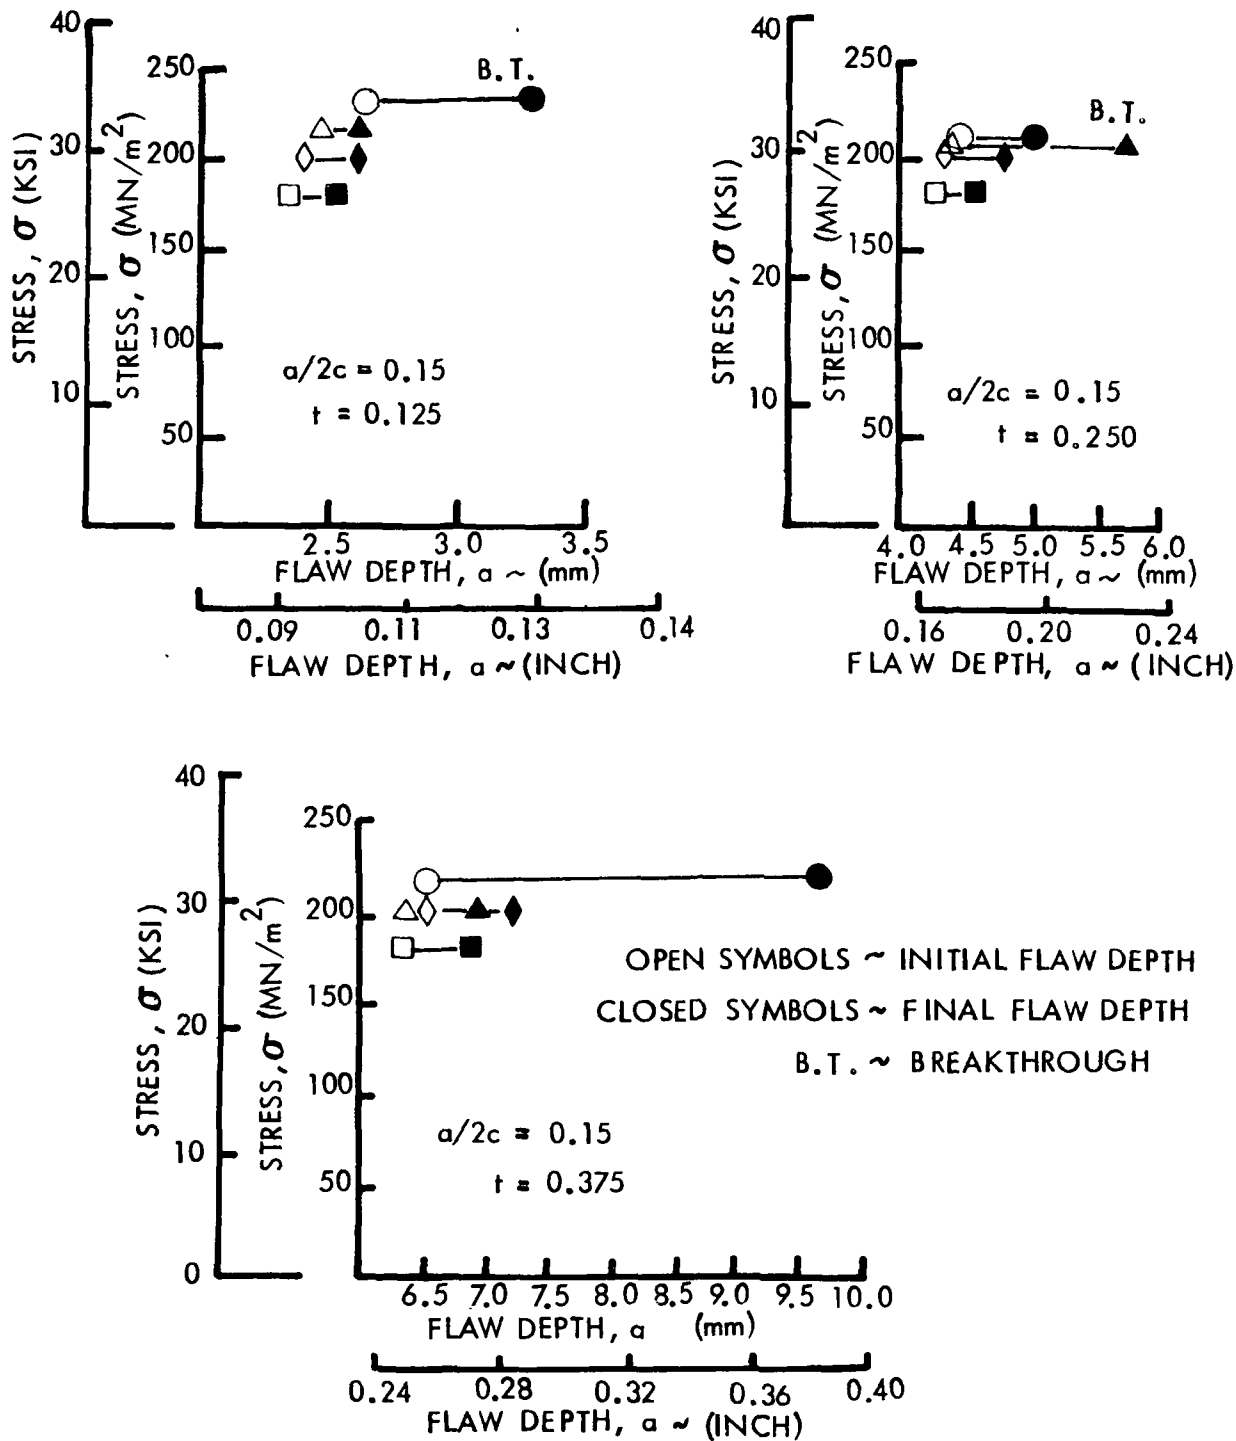 40
30
20
10
STRESS, σ (KSI)
250
200
150
100
50
STRESS, σ (MN/m²)
B.T.
a/2c = 0.15
t = 0.125
2.5 3.0 3.5
FLAW DEPTH, a ~ (mm)
0.09 0.11 0.13 0.14
FLAW DEPTH, a ~ (INCH)
40
30
20
10
STRESS, σ (KSI)
250
200
150
100
50
STRESS, σ (MN/m²)
B.T.
a/2c = 0.15
t = 0.250
4.0 4.5 5.0 5.5 6.0
FLAW DEPTH, a ~ (mm)
0.16 0.20 0.24
FLAW DEPTH, a ~ (INCH)
40
30
20
10
0
STRESS, σ (KSI)
250
200
150
100
50
STRESS, σ (MN/m²)
a/2c = 0.15
t = 0.375
6.5 7.0 7.5 8.0 8.5 9.0 9.5 10.0
FLAW DEPTH, a (mm)
0.24 0.28 0.32 0.36 0.40
FLAW DEPTH, a ~ (INCH)
OPEN SYMBOLS ~ INITIAL FLAW DEPTH
CLOSED SYMBOLS ~ FINAL FLAW DEPTH
B.T. ~ BREAKTHROUGH